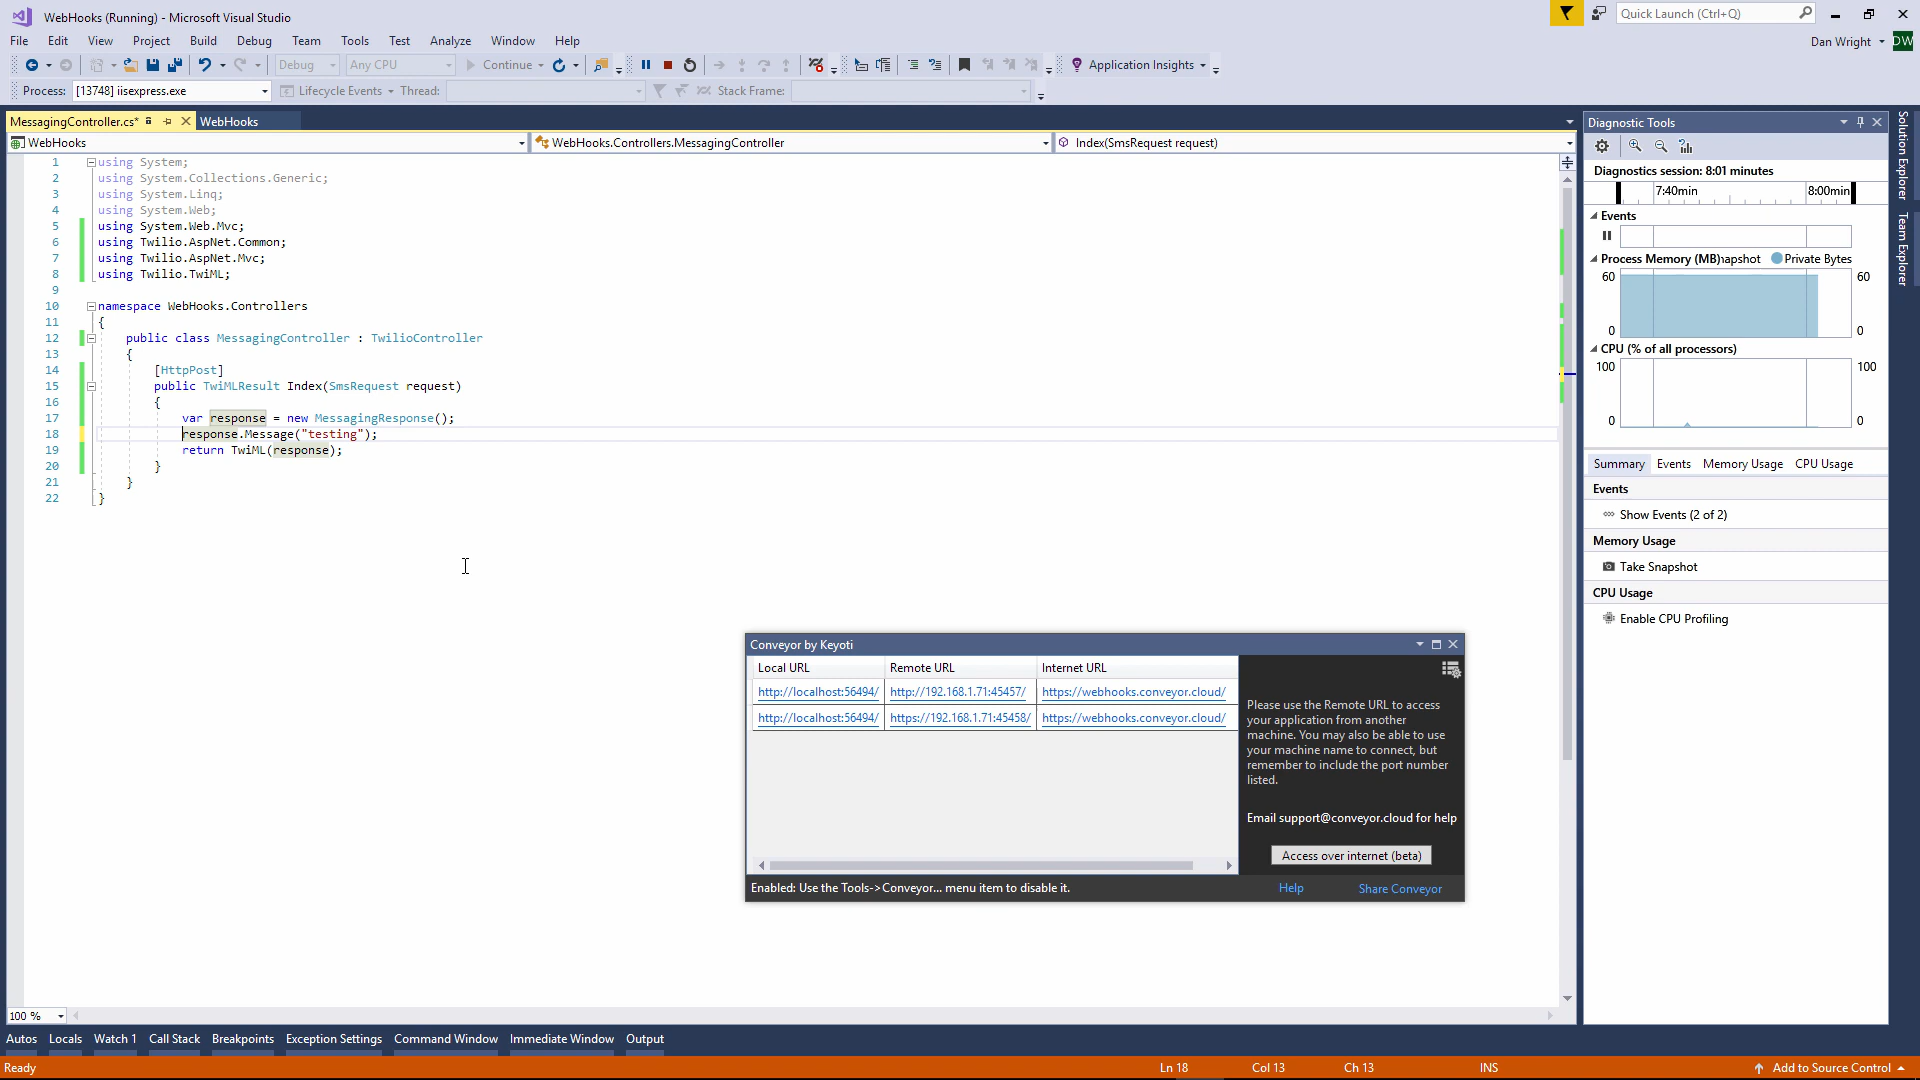 WebHooks (Running) - Microsoft Visual Studio
Quick Launch (Ctrl+Q)
File Edit View Project Build Debug Team Tools Test Analyze Window Help
Dan Wright DW
Debug Any CPU Continue Application Insights
Process: [13748] iisexpress.exe Lifecycle Events Thread: Stack Frame:
MessagingController.cs* WebHooks
WebHooks WebHooks.Controllers.MessagingController Index(SmsRequest request)
1 using System;
2 using System.Collections.Generic;
3 using System.Linq;
4 using System.Web;
5 using System.Web.Mvc;
6 using Twilio.AspNet.Common;
7 using Twilio.AspNet.Mvc;
8 using Twilio.TwiML;
9
10 namespace WebHooks.Controllers
11 {
12 public class MessagingController : TwilioController
13 {
14 [HttpPost]
15 public TwiMLResult Index(SmsRequest request)
16 {
17 var response = new MessagingResponse();
18 response.Message("testing");
19 return TwiML(response);
20 }
21 }
22 }
Conveyor by Keyoti
Local URL Remote URL Internet URL
http://localhost:56494/ http://192.168.1.71:45457/ https://webhooks.conveyor.cloud/
http://localhost:56494/ https://192.168.1.71:45458/ https://webhooks.conveyor.cloud/
Please use the Remote URL to access
your application from another
machine. You may also be able to use
your machine name to connect, but
remember to include the port number
listed.
Email support@conveyor.cloud for help
Access over internet (beta)
Enabled: Use the Tools->Conveyor... menu item to disable it.
Help Share Conveyor
Diagnostic Tools
Diagnostics session: 8:01 minutes
7:40min 8:00min
Events
Process Memory (MB) napshot Private Bytes
60 60
0 0
CPU (% of all processors)
100 100
0 0
Summary Events Memory Usage CPU Usage
Events
Show Events (2 of 2)
Memory Usage
Take Snapshot
CPU Usage
Enable CPU Profiling
Solution Explorer
Team Explorer
100 %
Autos Locals Watch 1 Call Stack Breakpoints Exception Settings Command Window Immediate Window Output
Ready Ln 18 Col 13 Ch 13 INS Add to Source Control